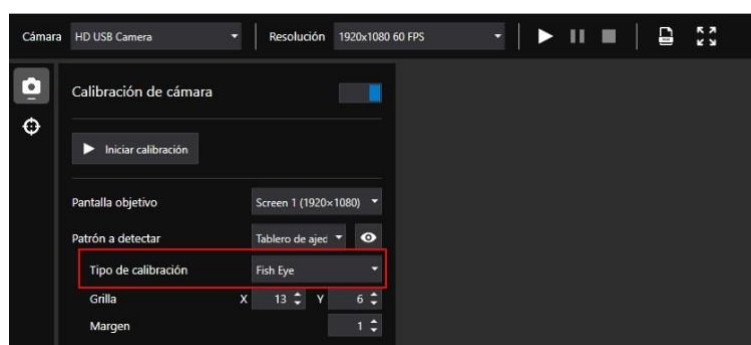 Cámara HD USB Camera Resolución 1920x1080 60 FPS
Calibración de cámara
Iniciar calibración
Pantalla objetivo Screen 1 (1920×1080)
Patrón a detectar Tablero de ajec
Tipo de calibración Fish Eye
Grilla X 13 Y 6
Margen 1